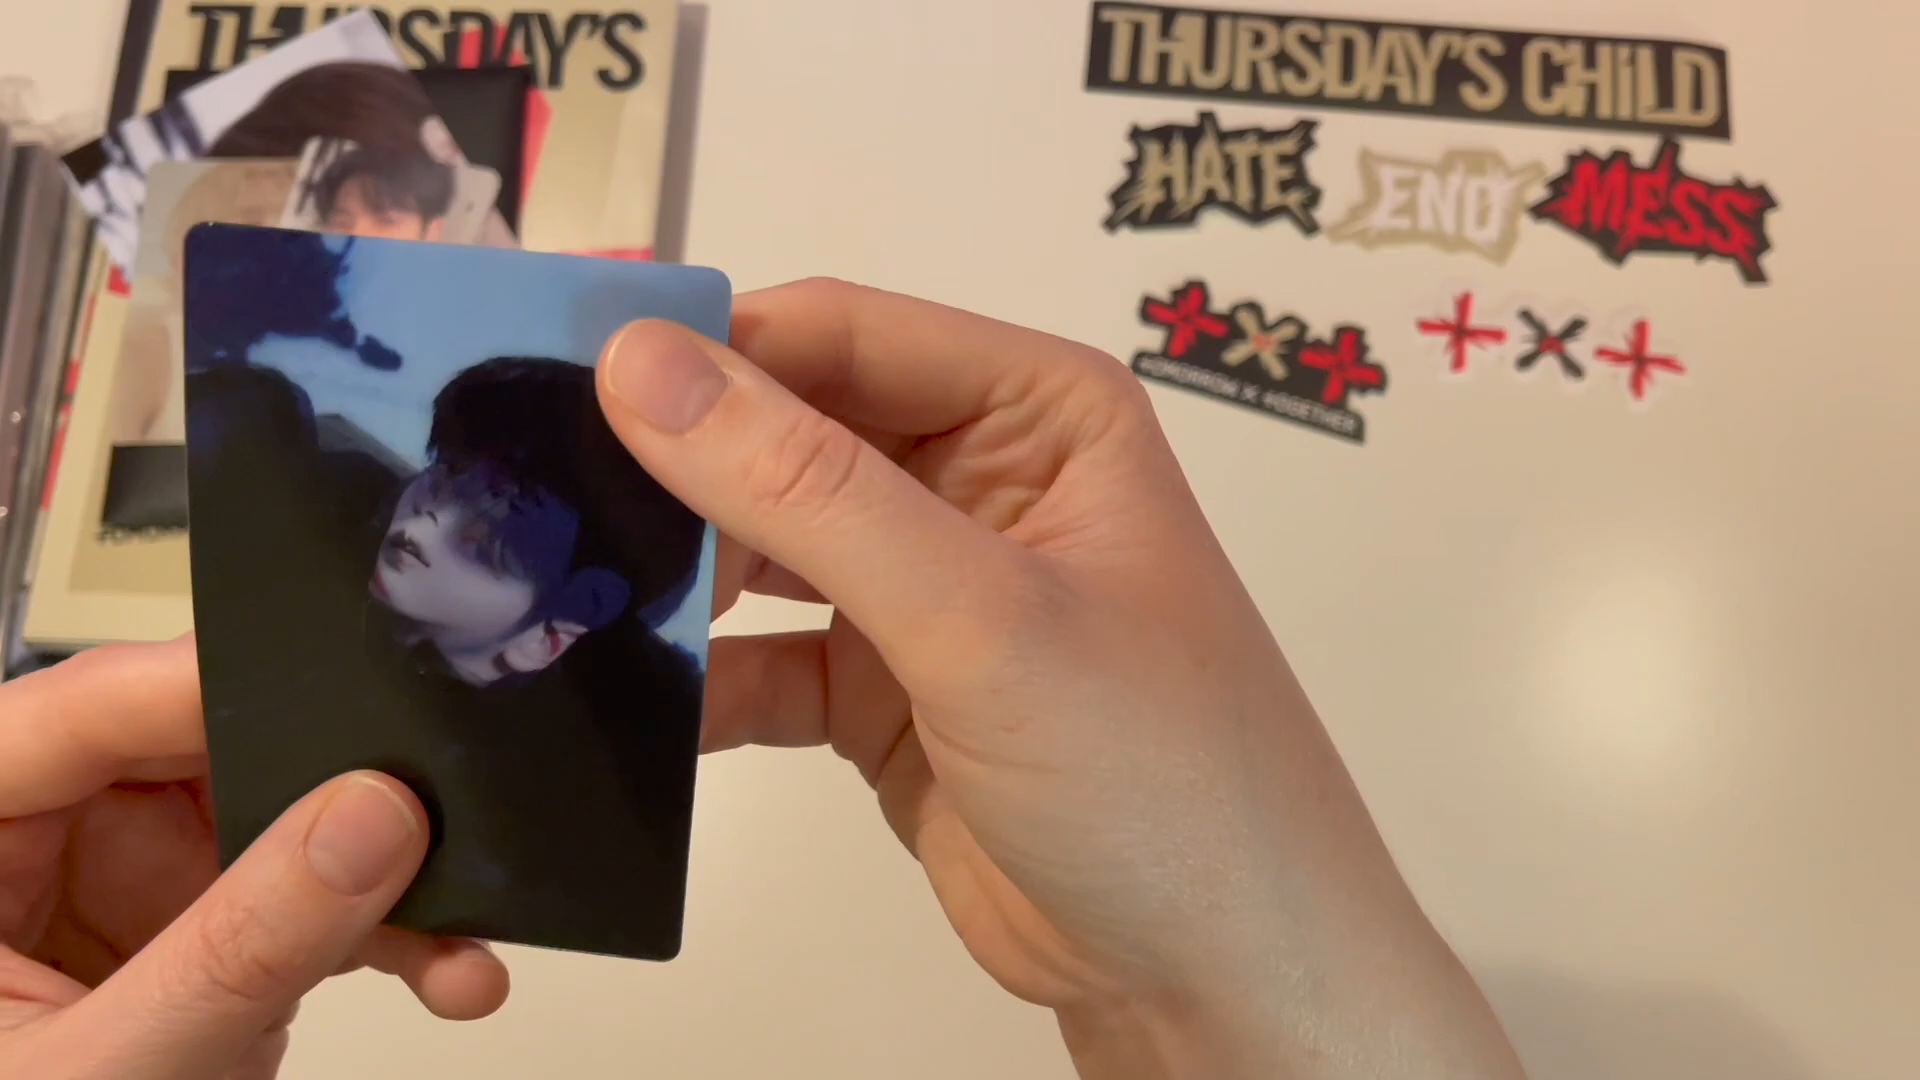 THURSDAY'S
THURSDAY'S CHiLD
HATE
END
MESS
TOMORROW X TOGETHER